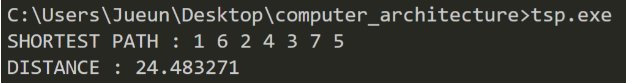 C:\Users\Jueun\Desktop\computer_architecture>tsp.exe
SHORTEST PATH : 1 6 2 4 3 7 5
DISTANCE : 24.483271